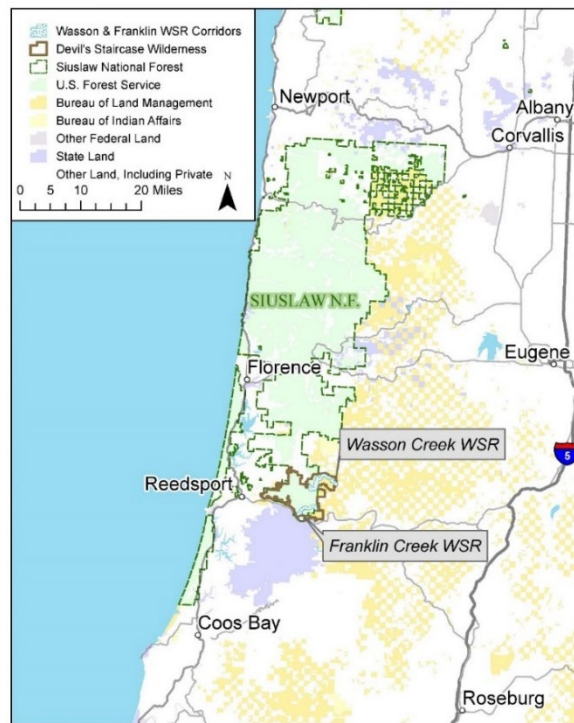 Wasson & Franklin WSR Corridors
Devil's Staircase Wilderness
Siuslaw National Forest
U.S. Forest Service
Bureau of Land Management
Bureau of Indian Affairs
Other Federal Land
State Land
Other Land, Including Private
N
0 5 10 20 Miles
Newport
Albany
Corvallis
SIUSLAW N.F.
Eugene
Florence
Wasson Creek WSR
5
Reedsport
Franklin Creek WSR
Coos Bay
Roseburg